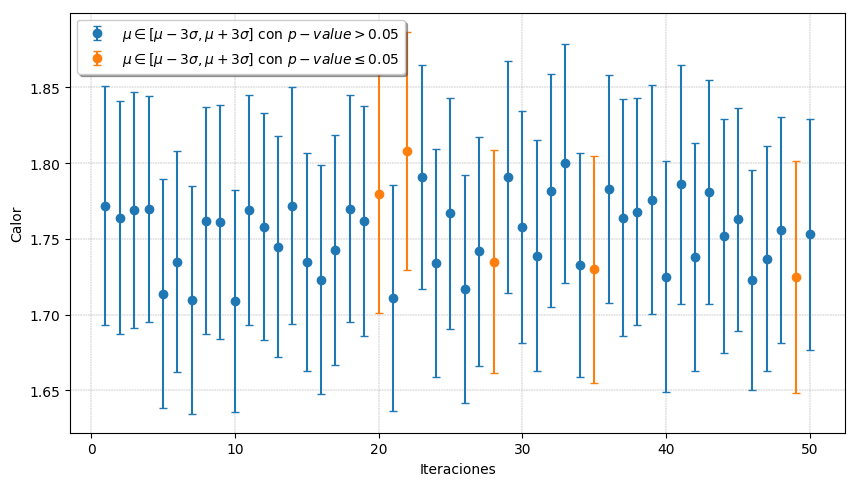 μ ∈ [μ − 3σ, μ + 3σ] con p − value > 0.05
μ ∈ [μ − 3σ, μ + 3σ] con p − value ≤ 0.05
1.85
1.80
1.75
1.70
1.65
Calor
0 10 20 30 40 50
Iteraciones